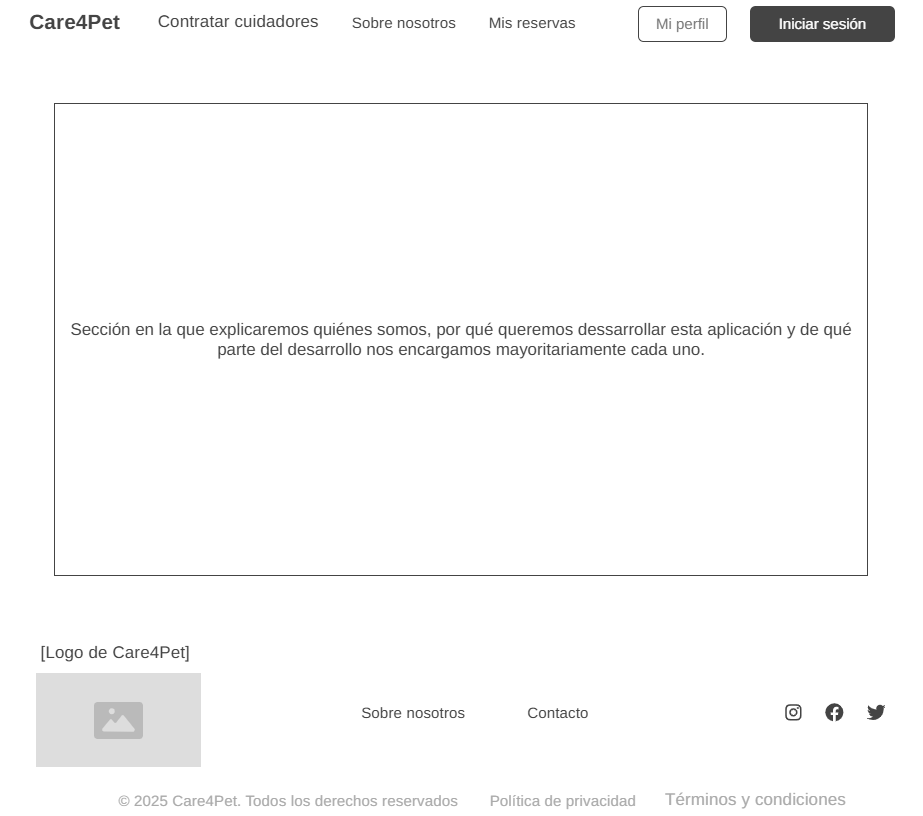 Care4Pet Contratar cuidadores Sobre nosotros Mis reservas Mi perfil Iniciar sesión
Sección en la que explicaremos quiénes somos, por qué queremos dessarrollar esta aplicación y de qué
parte del desarrollo nos encargamos mayoritariamente cada uno.
[Logo de Care4Pet]
Sobre nosotros Contacto
© 2025 Care4Pet. Todos los derechos reservados Política de privacidad Términos y condiciones